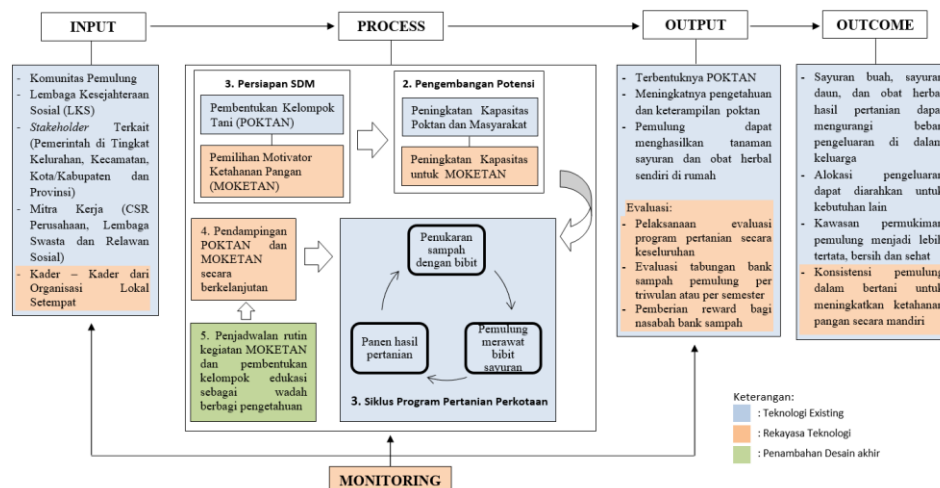 INPUT
PROCESS
OUTPUT
OUTCOME
- Komunitas Pemulung
- Lembaga Kesejahteraan
Sosial (LKS)
- Stakeholder Terkait
(Pemerintah di Tingkat
Kelurahan, Kecamatan,
Kota/Kabupaten dan
Provinsi)
- Mitra Kerja (CSR
Perusahaan, Lembaga
Swasta dan Relawan
Sosial)
- Kader – Kader dari
Organisasi Lokal
Setempat
3. Persiapan SDM
Pembentukan Kelompok
Tani (POKTAN)
Pemilihan Motivator
Ketahanan Pangan
(MOKETAN)
2. Pengembangan Potensi
Peningkatan Kapasitas
Poktan dan Masyarakat
Peningkatan Kapasitas
untuk MOKETAN
4. Pendampingan
POKTAN dan
MOKETAN
secara
berkelanjutan
5. Penjadwalan rutin
kegiatan MOKETAN
dan pembentukan
kelompok edukasi
sebagai wadah
berbagi pengetahuan
Penukaran
sampah
dengan bibit
Pemulung
merawat
bibit
sayuran
Panen hasil
pertanian
3. Siklus Program Pertanian Perkotaan
- Terbentuknya POKTAN
- Meningkatnya pengetahuan
dan keterampilan poktan
- Pemulung dapat
menghasilkan tanaman
sayuran dan obat herbal
sendiri di rumah
Evaluasi:
- Pelaksanaan evaluasi
program pertanian secara
keseluruhan
- Evaluasi tabungan bank
sampah pemulung per
triwulan atau per semester
- Pemberian reward bagi
nasabah bank sampah
- Sayuran buah, sayuran
daun, dan obat herbal
hasil pertanian dapa
mengurangi beban
pengeluaran di dalam
keluarga
- Alokasi pengeluaran
dapat diarahkan untuk
kebutuhan lain
- Kawasan permukiman
pemulung menjadi lebih
tertata, bersih dan sehat
- Konsistensi pemulung
dalam bertani untuk
meningkatkan ketahanan
pangan secara mandiri
Keterangan:
: Teknologi Existing
: Rekayasa Teknologi
: Penambahan Desain akhir
MONITORING